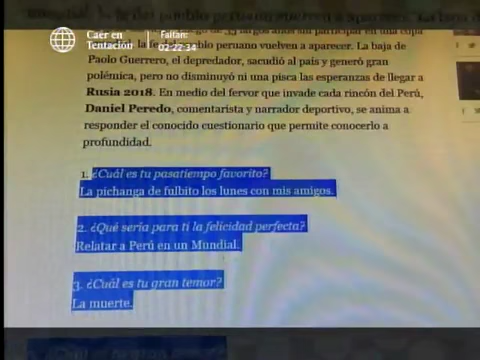 Caer en
Tentación
Faltan:
02:22:34
la fe del pueblo peruano vuelven a aparecer. La baja de
Paolo Guerrero, el depredador, sacudió al país y generó gran
polémica, pero no disminuyó ni una pisca las esperanzas de llegar a
Rusia 2018. En medio del fervor que invade cada rincón del Perú,
Daniel Peredo, comentarista y narrador deportivo, se anima a
responder el conocido cuestionario que permite conocerlo a
profundidad.
1. ¿Cuál es tu pasatiempo favorito?
La pichanga de fulbito los lunes con mis amigos.
2. ¿Qué sería para ti la felicidad perfecta?
Relatar a Perú en un Mundial.
3. ¿Cuál es tu gran temor?
La muerte.